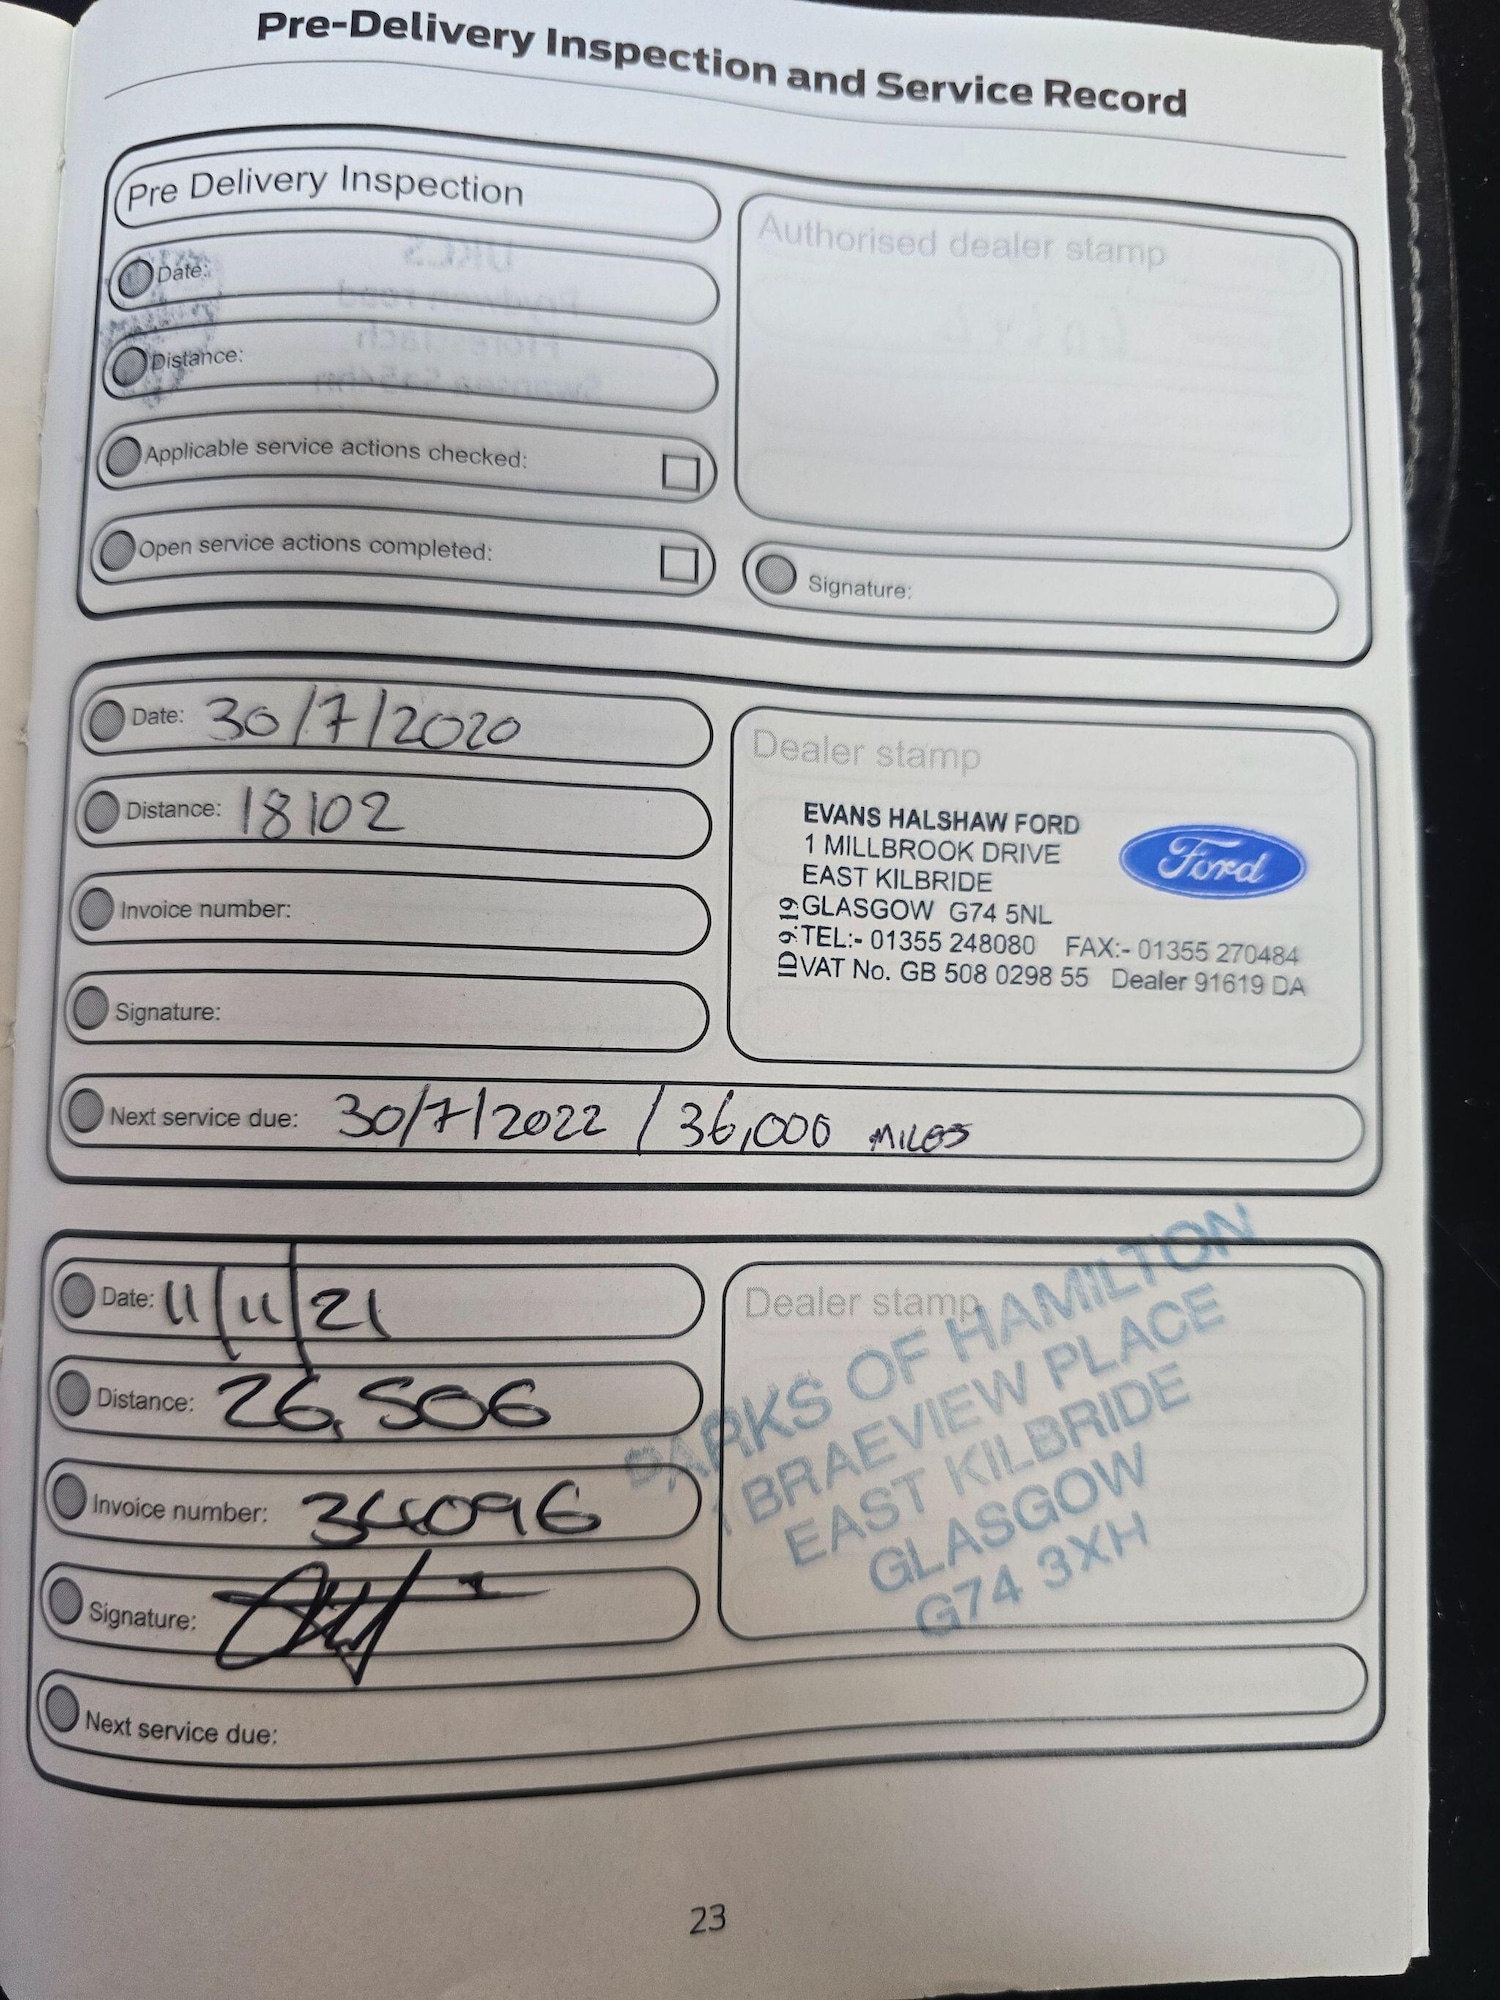 Pre-Delivery Inspection and Service Record
Pre Delivery Inspection
Date:
Distance:
Applicable service actions checked:
Open service actions completed:
Authorised dealer stamp
Signature:
Date: 30/7/2020
Distance: 18102
Invoice number:
Signature:
Dealer stamp
EVANS HALSHAW FORD
1 MILLBROOK DRIVE
EAST KILBRIDE
GLASGOW G74 5NL
TEL:- 01355 248080 FAX:- 01355 270484
VAT No. GB 508 0298 55 Dealer 91619 DA
Ford
Next service due: 30/7/2022 / 36,000 MILES
Date: 11/11/21
Distance: 26,506
Invoice number: 34096
Signature:
Dealer stamp
PARKS OF HAMILTON
1 BRAEVIEW PLACE
EAST KILBRIDE
GLASGOW
G74 3XH
Next service due:
23